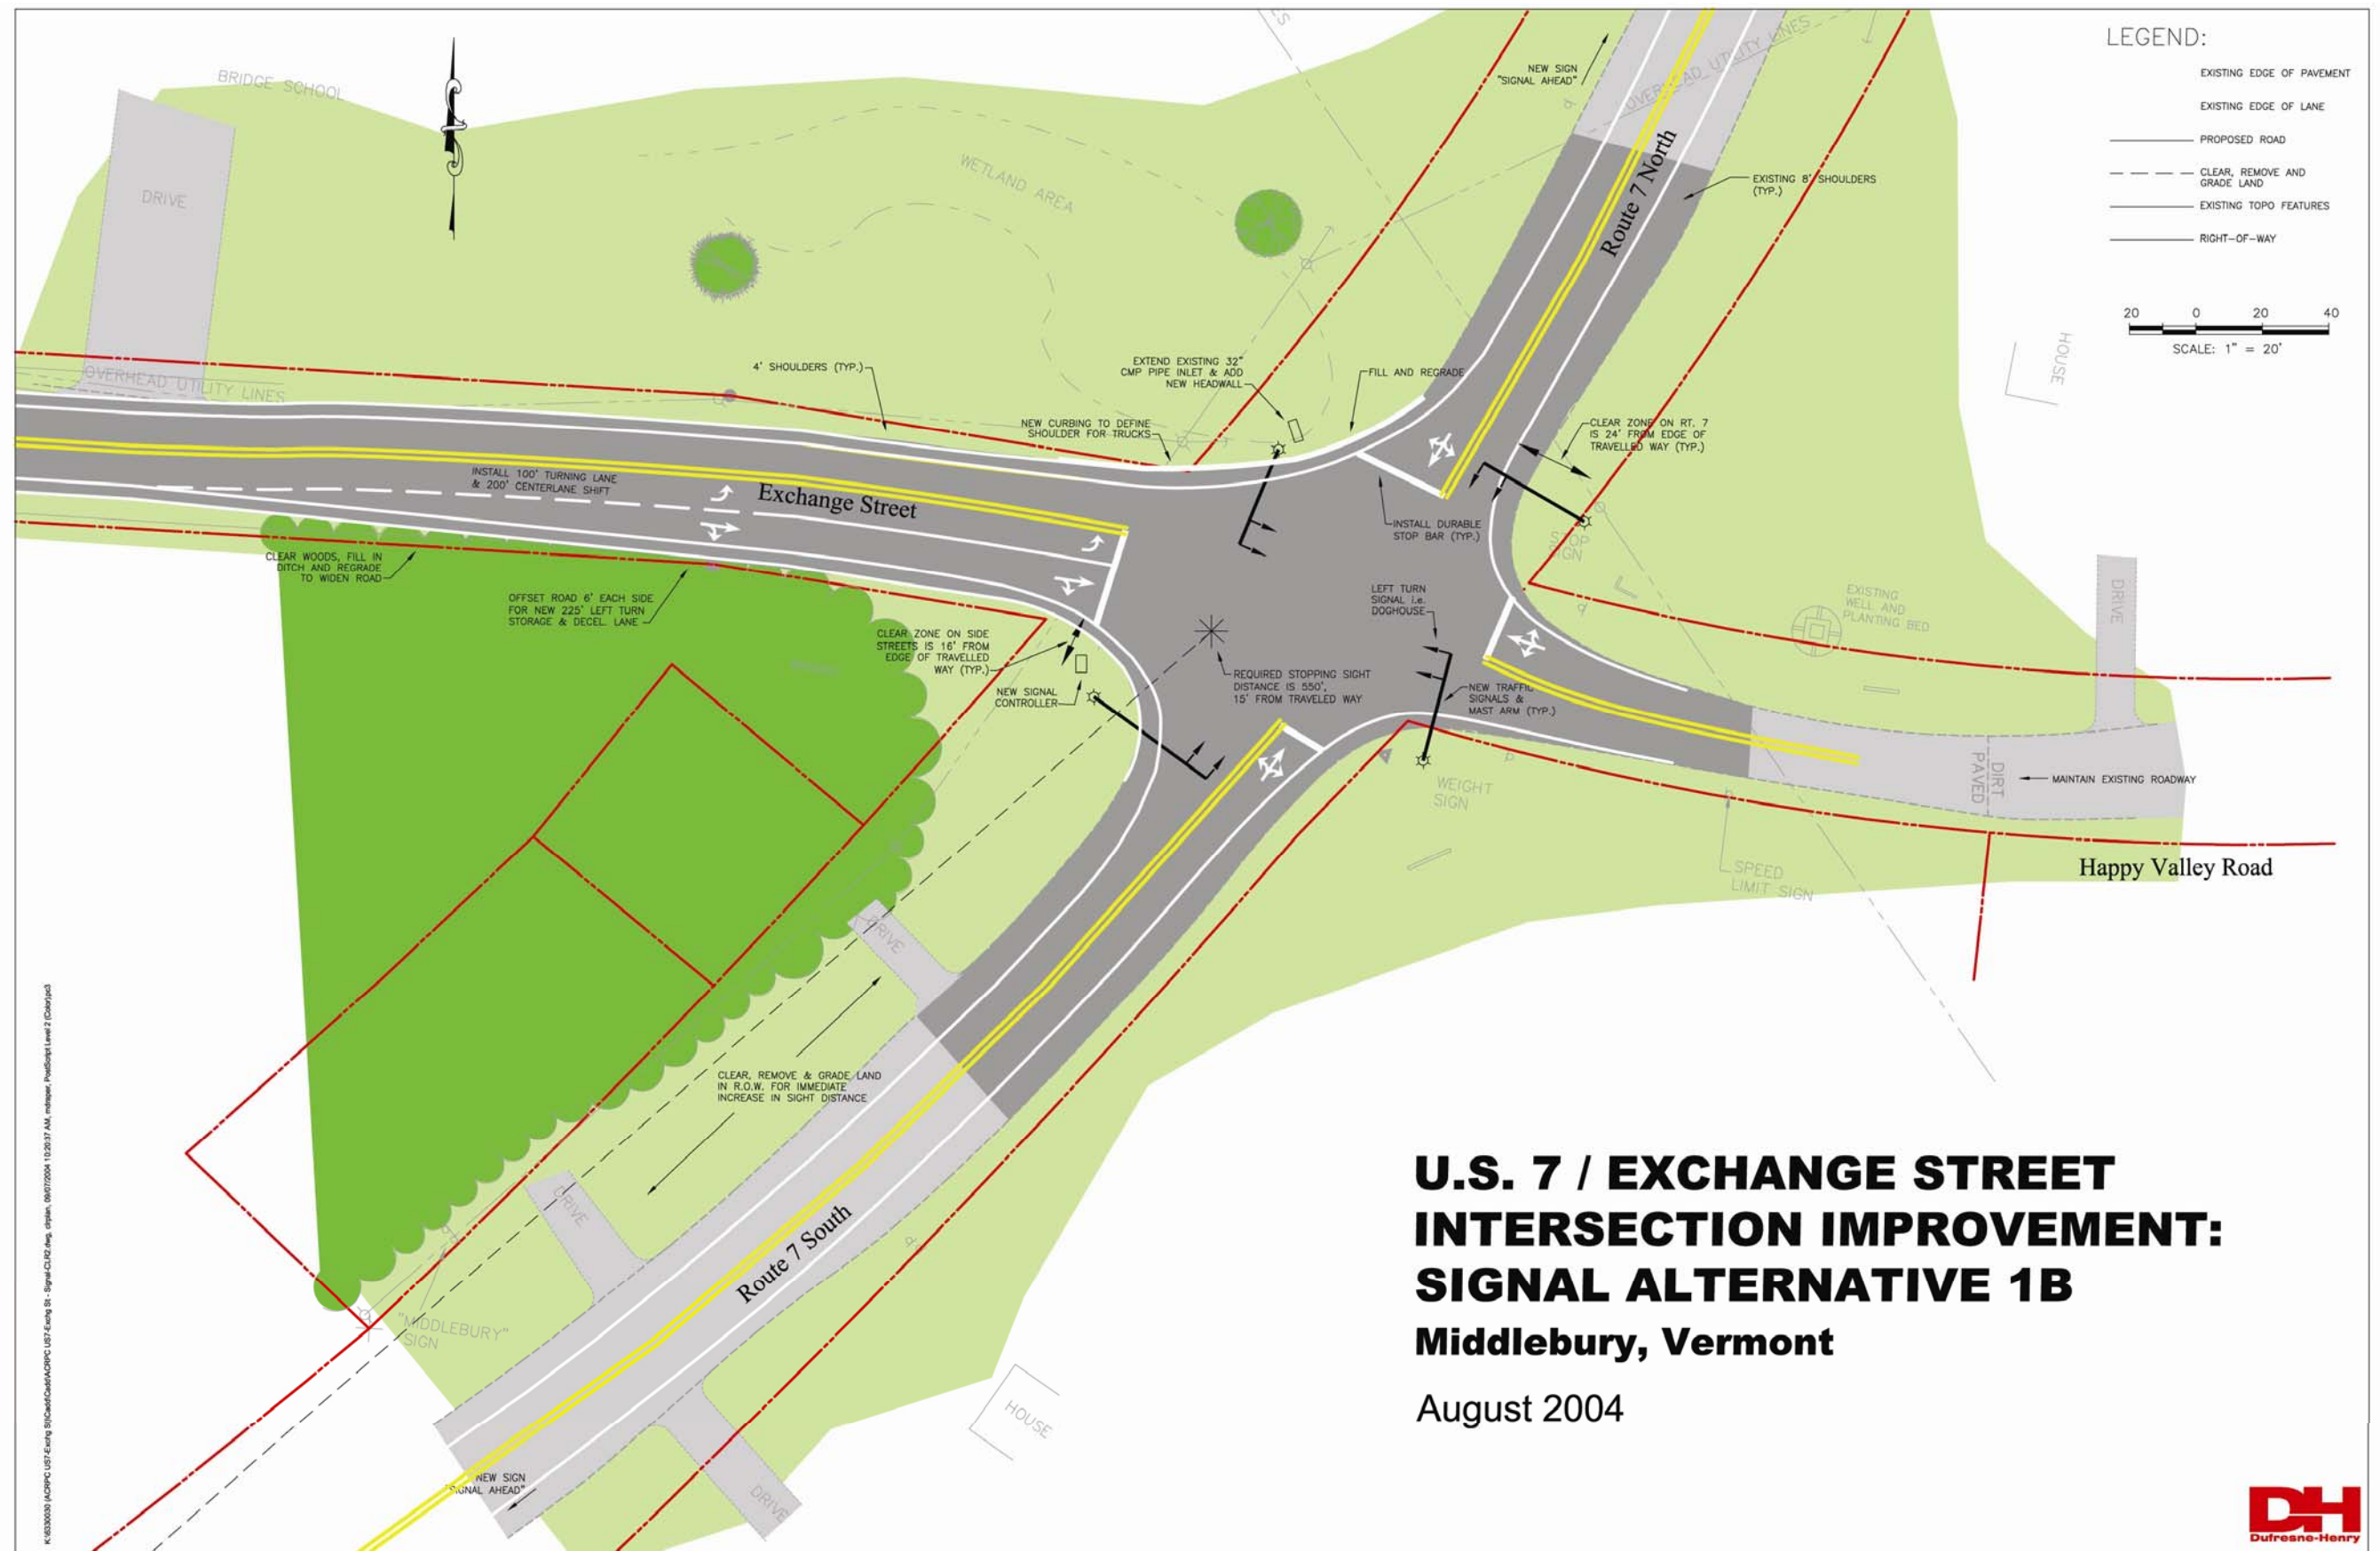 BRIDGE SCHOOL
DRIVE
WETLAND AREA
OVERHEAD UTILITY LINES
NEW SIGN
"SIGNAL AHEAD"
OVERHEAD UTILITY LINES
Route 7 North
EXISTING 8' SHOULDERS
(TYP.)
LEGEND:
EXISTING EDGE OF PAVEMENT
EXISTING EDGE OF LANE
PROPOSED ROAD
CLEAR, REMOVE AND
GRADE LAND
EXISTING TOPO FEATURES
RIGHT-OF-WAY
20 0 20 40
SCALE: 1" = 20'
HOUSE
4' SHOULDERS (TYP.)
EXTEND EXISTING 32"
CMP PIPE INLET & ADD
NEW HEADWALL
FILL AND REGRADE
NEW CURBING TO DEFINE
SHOULDER FOR TRUCKS
CLEAR ZONE ON RT. 7
IS 24' FROM EDGE OF
TRAVELLED WAY (TYP.)
INSTALL 100' TURNING LANE
& 200' CENTERLANE SHIFT
Exchange Street
INSTALL DURABLE
STOP BAR (TYP.)
STOP
SIGN
CLEAR WOODS, FILL IN
DITCH AND REGRADE
TO WIDEN ROAD
OFFSET ROAD 6' EACH SIDE
FOR NEW 225' LEFT TURN
STORAGE & DECEL. LANE
LEFT TURN
SIGNAL i.e.
DOGHOUSE
EXISTING
WELL AND
PLANTING BED
DRIVE
CLEAR ZONE ON SIDE
STREETS IS 16' FROM
EDGE OF TRAVELLED
WAY (TYP.)
NEW SIGNAL
CONTROLLER
REQUIRED STOPPING SIGHT
DISTANCE IS 550',
15' FROM TRAVELED WAY
NEW TRAFFIC
SIGNALS &
MAST ARM (TYP.)
WEIGHT
SIGN
DIRT
PAVED
MAINTAIN EXISTING ROADWAY
SPEED
LIMIT SIGN
Happy Valley Road
DRIVE
CLEAR, REMOVE & GRADE LAND
IN R.O.W. FOR IMMEDIATE
INCREASE IN SIGHT DISTANCE
DRIVE
Route 7 South
"MIDDLEBURY"
SIGN
HOUSE
NEW SIGN
"SIGNAL AHEAD"
DRIVE
U.S. 7 / EXCHANGE STREET
INTERSECTION IMPROVEMENT:
SIGNAL ALTERNATIVE 1B
Middlebury, Vermont
August 2004
DH
Dufresne-Henry